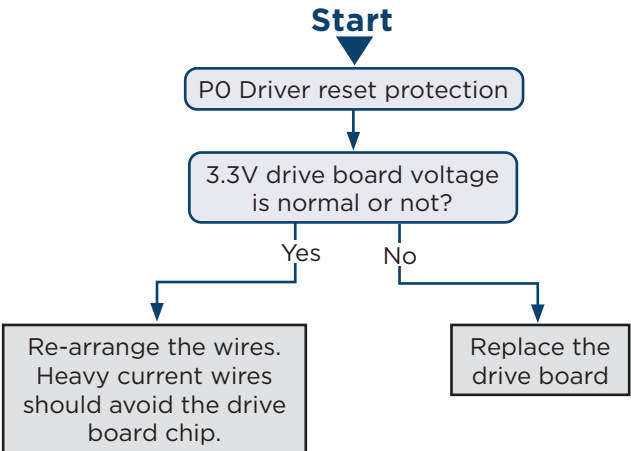 Start
P0 Driver reset protection
3.3V drive board voltage
is normal or not?
Yes
No
Re-arrange the wires.
Heavy current wires
should avoid the drive
board chip.
Replace the
drive board